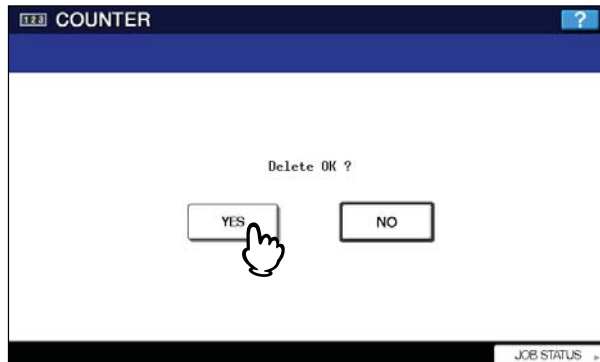 123 COUNTER
?
Delete OK ?
YES NO
JOB STATUS